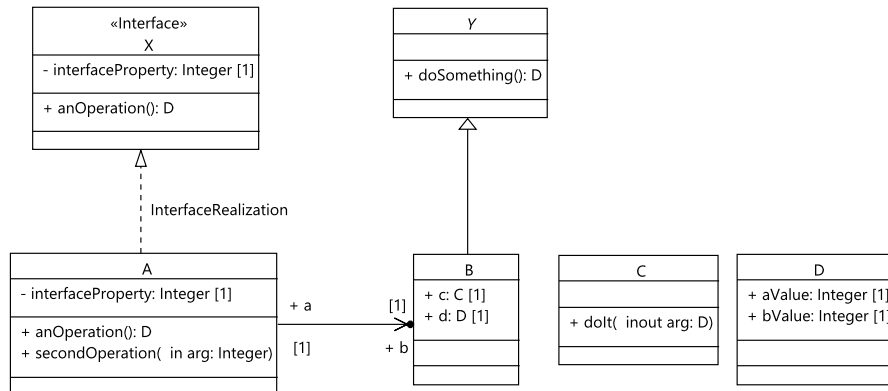 «Interface»
X
- interfaceProperty: Integer [1]
+ anOperation(): D
Y
+ doSomething(): D
InterfaceRealization
A
- interfaceProperty: Integer [1]
+ anOperation(): D
+ secondOperation(  in arg: Integer)
+ a
[1]
[1]
+ b
B
+ c: C [1]
+ d: D [1]
C
+ doIt(  inout arg: D)
D
+ aValue: Integer [1]
+ bValue: Integer [1]